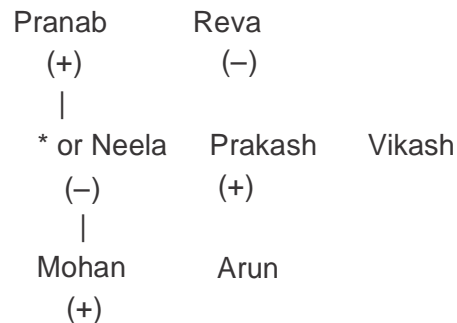 Pranab Reva
(+) (–)
|
* or Neela Prakash Vikash
(–) (+)
|
Mohan Arun
(+)